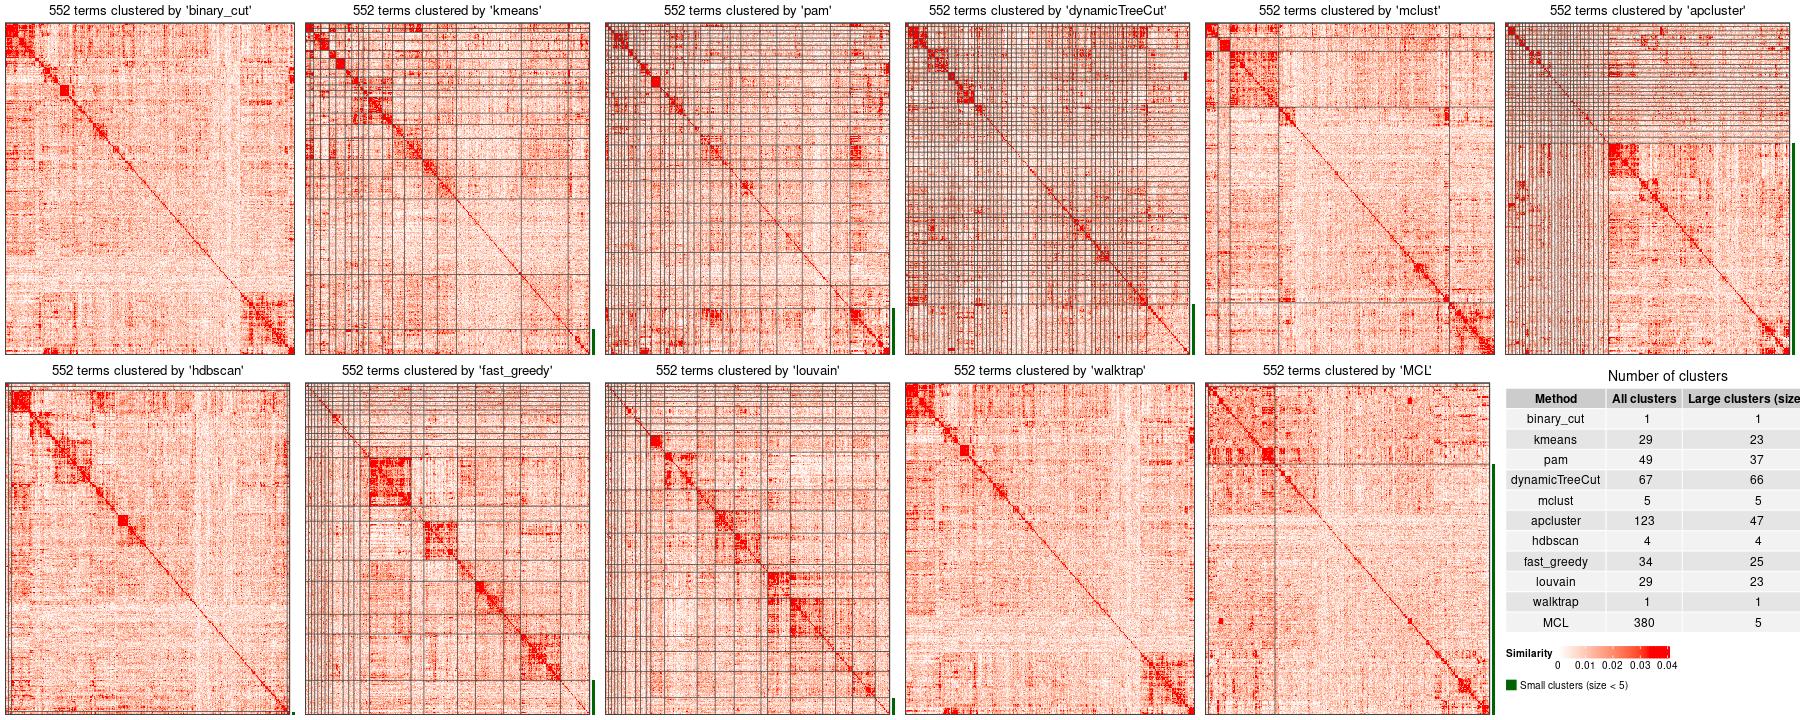 552 terms clustered by 'binary_cut'
552 terms clustered by 'kmeans'
552 terms clustered by 'pam'
552 terms clustered by 'dynamicTreeCut'
552 terms clustered by 'mclust'
552 terms clustered by 'apcluster'
552 terms clustered by 'hdbscan'
552 terms clustered by 'fast_greedy'
552 terms clustered by 'louvain'
552 terms clustered by 'walktrap'
552 terms clustered by 'MCL'
Number of clusters
Method All clusters Large clusters (size
binary_cut 1 1
kmeans 29 23
pam 49 37
dynamicTreeCut 67 66
mclust 5 5
apcluster 123 47
hdbscan 4 4
fast_greedy 34 25
louvain 29 23
walktrap 1 1
MCL 380 5
Similarity
0 0.01 0.02 0.03 0.04
Small clusters (size < 5)